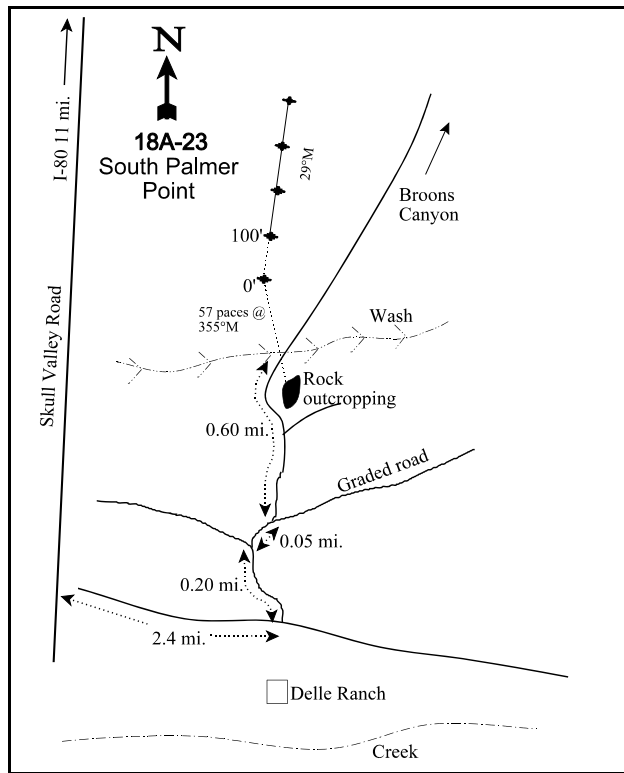 N
18A-23
South Palmer
Point
I-80 11 mi.
29°M
Broons
Canyon
100'
0'
57 paces @
355°M
Wash
Skull Valley Road
Rock
outcropping
0.60 mi.
Graded road
0.05 mi.
0.20 mi.
2.4 mi.
Delle Ranch
Creek